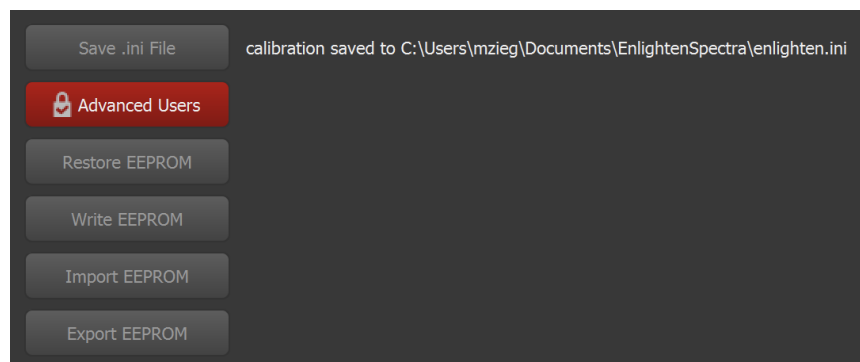 Save .ini File
calibration saved to C:\Users\mzieg\Documents\EnlightenSpectra\enlighten.ini
Advanced Users
Restore EEPROM
Write EEPROM
Import EEPROM
Export EEPROM